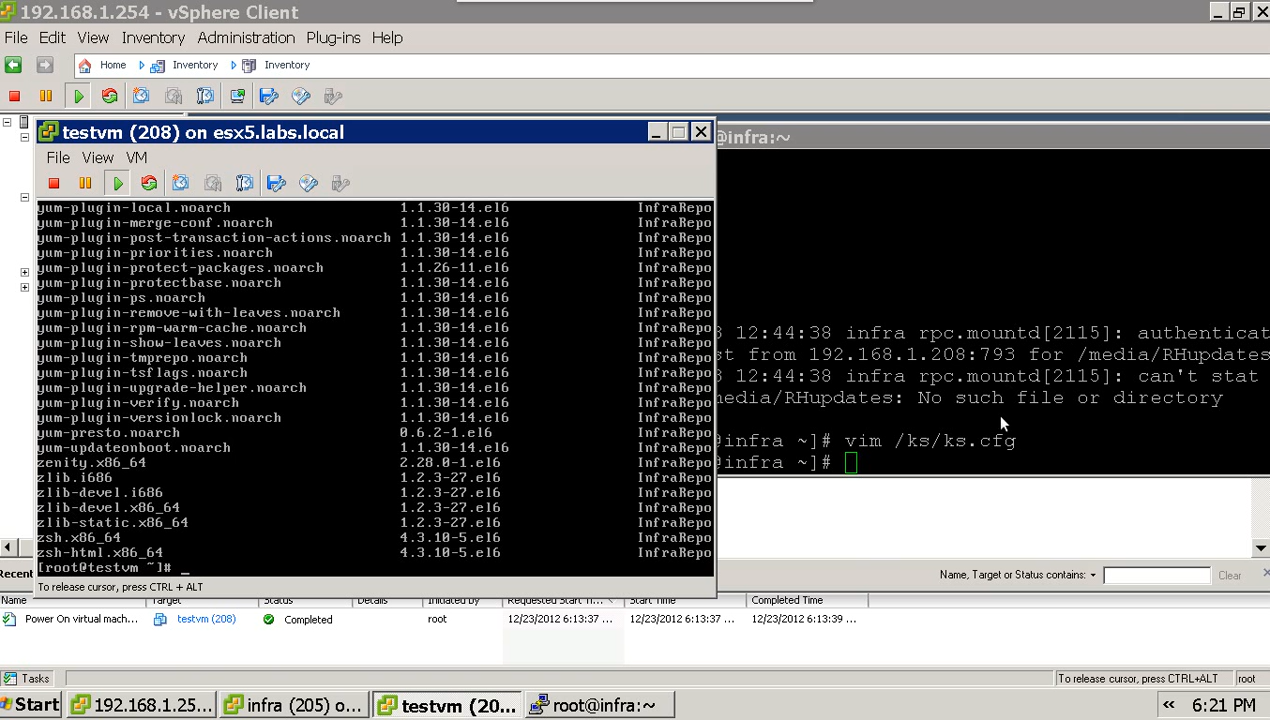 192.168.1.254 - vSphere Client
File Edit View Inventory Administration Plug-ins Help
Home Inventory Inventory
testvm (208) on esx5.labs.local
File View VM
yum-plugin-local.noarch 1.1.30-14.el6 InfraRepo
yum-plugin-merge-conf.noarch 1.1.30-14.el6 InfraRepo
yum-plugin-post-transaction-actions.noarch 1.1.30-14.el6 InfraRepo
yum-plugin-priorities.noarch 1.1.30-14.el6 InfraRepo
yum-plugin-protect-packages.noarch 1.1.26-11.el6 InfraRepo
yum-plugin-protectbase.noarch 1.1.30-14.el6 InfraRepo
yum-plugin-ps.noarch 1.1.30-14.el6 InfraRepo
yum-plugin-remove-with-leaves.noarch 1.1.30-14.el6 InfraRepo
yum-plugin-rpm-warm-cache.noarch 1.1.30-14.el6 InfraRepo
yum-plugin-show-leaves.noarch 1.1.30-14.el6 InfraRepo
yum-plugin-tmprepo.noarch 1.1.30-14.el6 InfraRepo
yum-plugin-tsflags.noarch 1.1.30-14.el6 InfraRepo
yum-plugin-upgrade-helper.noarch 1.1.30-14.el6 InfraRepo
yum-plugin-verify.noarch 1.1.30-14.el6 InfraRepo
yum-plugin-versionlock.noarch 1.1.30-14.el6 InfraRepo
yum-presto.noarch 0.6.2-1.el6 InfraRepo
yum-updateonboot.noarch 1.1.30-14.el6 InfraRepo
zenity.x86_64 2.28.0-1.el6 InfraRepo
zlib.i686 1.2.3-27.el6 InfraRepo
zlib-devel.i686 1.2.3-27.el6 InfraRepo
zlib-devel.x86_64 1.2.3-27.el6 InfraRepo
zlib-static.x86_64 1.2.3-27.el6 InfraRepo
zsh.x86_64 4.3.10-5.el6 InfraRepo
zsh-html.x86_64 4.3.10-5.el6 InfraRepo
[root@testvm ~]# _
To release cursor, press CTRL + ALT
@infra:~
3 12:44:38 infra rpc.mountd[2115]: authenticat
st from 192.168.1.208:793 for /media/RHupdates
3 12:44:38 infra rpc.mountd[2115]: can't stat
media/RHupdates: No such file or directory
@infra ~]# vim /ks/ks.cfg
@infra ~]#
Recent Name, Target or Status contains: Clear
Name Target Status Details Initiated by Requested Start Ti... Start Time Completed Time
Power On virtual mach... testvm (208) Completed root 12/23/2012 6:13:37 ... 12/23/2012 6:13:37 ... 12/23/2012 6:13:39 ...
Tasks To release cursor, press CTRL+ALT root
Start 192.168.1.25... infra (205) o... testvm (20... root@infra:~ « 6:21 PM